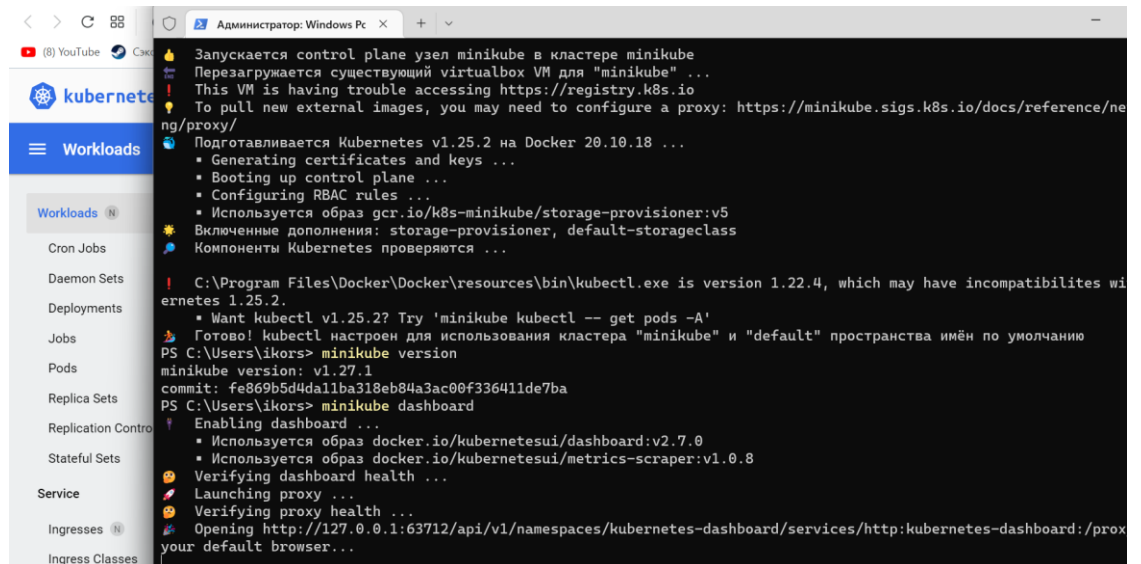 Администратор: Windows Pc
(8) YouTube
kubernete
Workloads
Workloads N
Cron Jobs
Daemon Sets
Deployments
Jobs
Pods
Replica Sets
Replication Contro
Stateful Sets
Service
Ingresses N
Ingress Classes
Запускается control plane узел minikube в кластере minikube
Перезагружается существующий virtualbox VM для "minikube" ...
This VM is having trouble accessing https://registry.k8s.io
To pull new external images, you may need to configure a proxy: https://minikube.sigs.k8s.io/docs/reference/ne
ng/proxy/
Подготавливается Kubernetes v1.25.2 на Docker 20.10.18 ...
▪ Generating certificates and keys ...
▪ Booting up control plane ...
▪ Configuring RBAC rules ...
▪ Используется образ gcr.io/k8s-minikube/storage-provisioner:v5
Включенные дополнения: storage-provisioner, default-storageclass
Компоненты Kubernetes проверяются ...
C:\Program Files\Docker\Docker\resources\bin\kubectl.exe is version 1.22.4, which may have incompatibilites wi
ernetes 1.25.2.
▪ Want kubectl v1.25.2? Try 'minikube kubectl -- get pods -A'
Готово! kubectl настроен для использования кластера "minikube" и "default" пространства имён по умолчанию
PS C:\Users\ikors> minikube version
minikube version: v1.27.1
commit: fe869b5d4da11ba318eb84a3ac00f336411de7ba
PS C:\Users\ikors> minikube dashboard
Enabling dashboard ...
▪ Используется образ docker.io/kubernetesui/dashboard:v2.7.0
▪ Используется образ docker.io/kubernetesui/metrics-scraper:v1.0.8
Verifying dashboard health ...
Launching proxy ...
Verifying proxy health ...
Opening http://127.0.0.1:63712/api/v1/namespaces/kubernetes-dashboard/services/http:kubernetes-dashboard:/prox
your default browser...